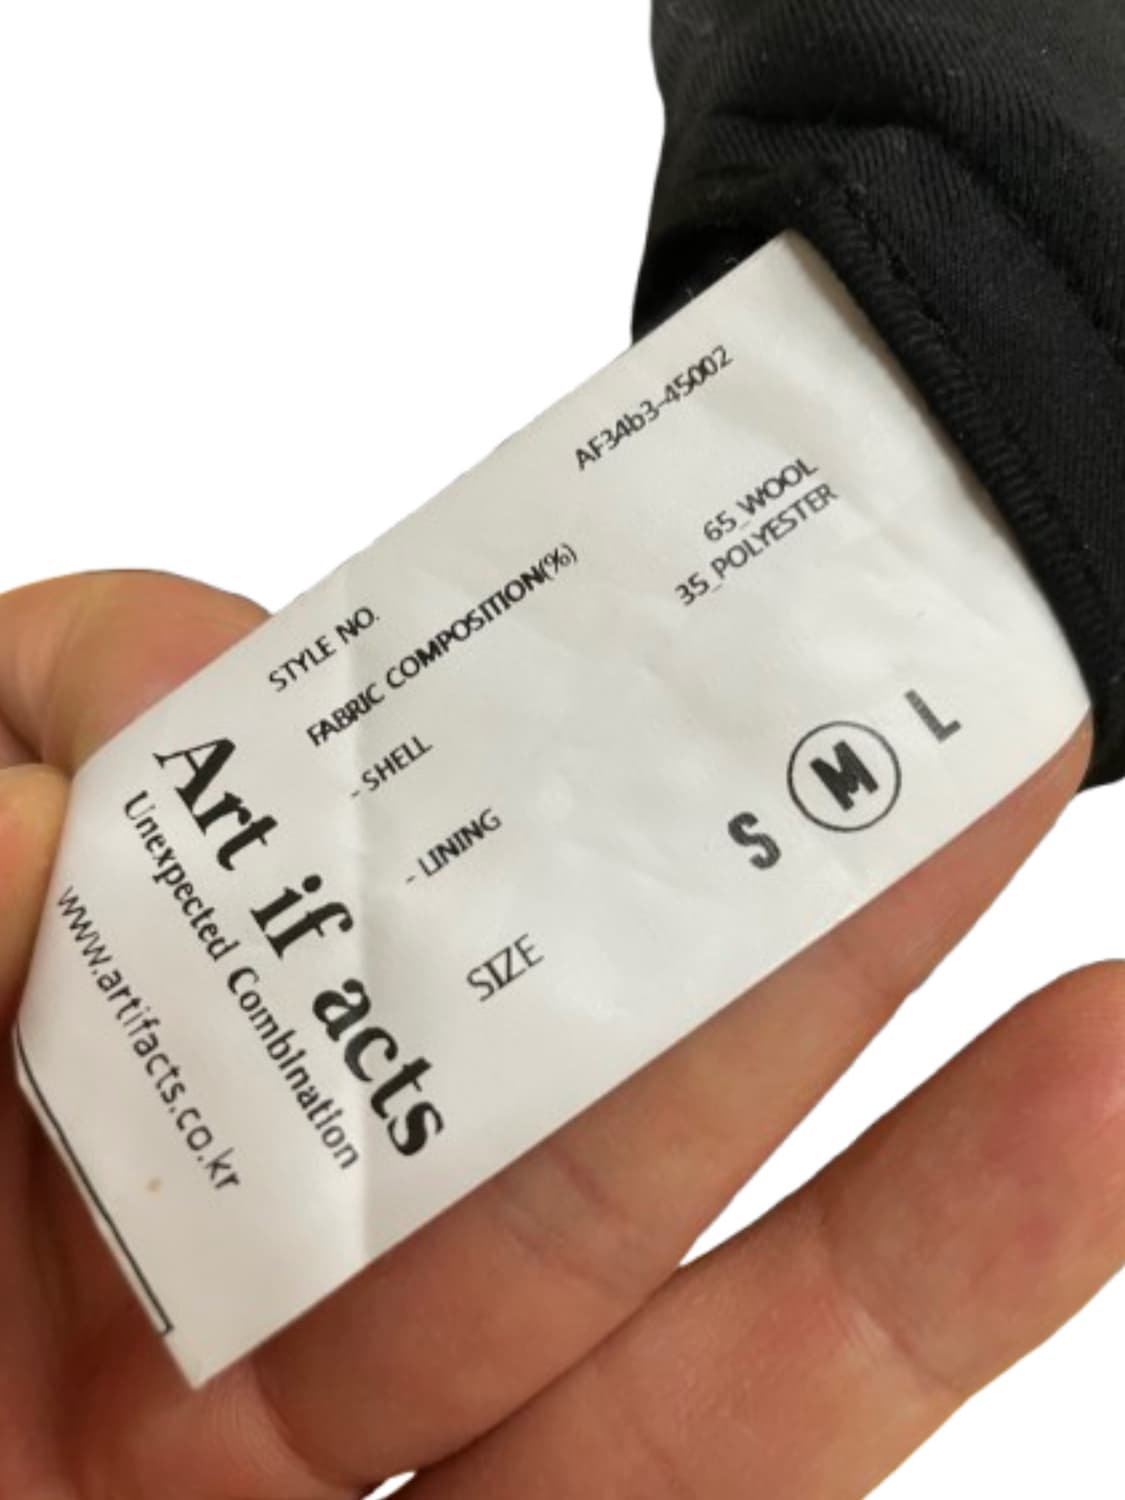 STYLE NO. AF34b3-45002
FABRIC COMPOSITION(%)
- SHELL 65_WOOL
35_POLYESTER
- LINING
SIZE S M L
Art if acts
Unexpected Combination
www.artifacts.co.kr